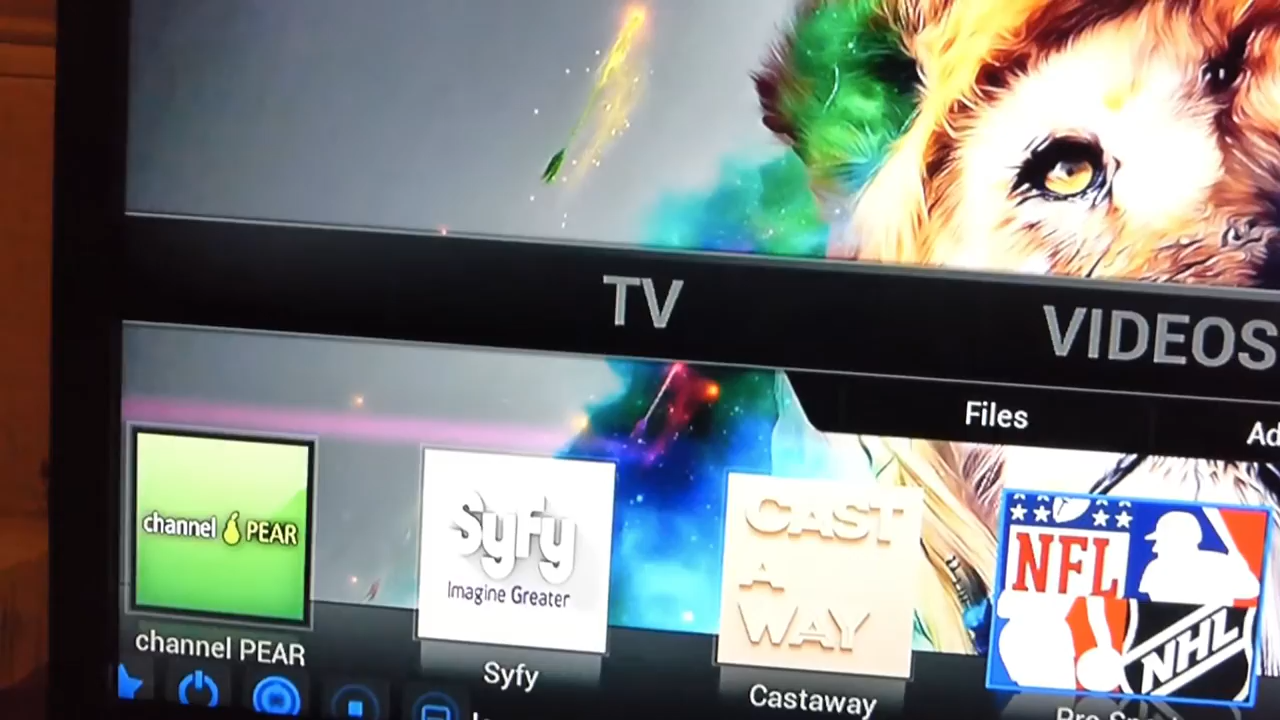 TV
VIDEOS
Files
channel PEAR
Syfy
Imagine Greater
CAST
A
WAY
NFL
NHL
channel PEAR
Syfy
Castaway